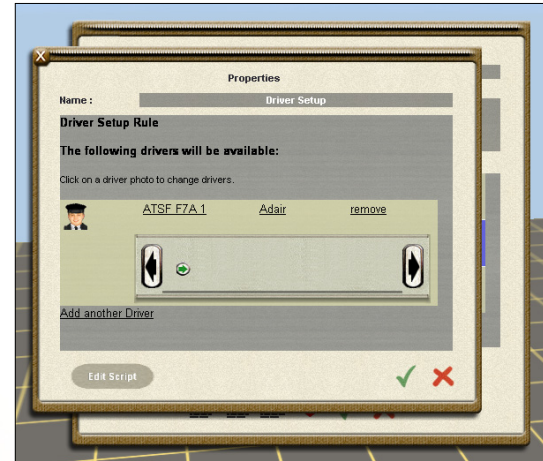 X
Properties
Name :
Driver Setup
Driver Setup Rule
The following drivers will be available:
Click on a driver photo to change drivers.
ATSF F7A 1 Adair remove
Add another Driver
Edit Script